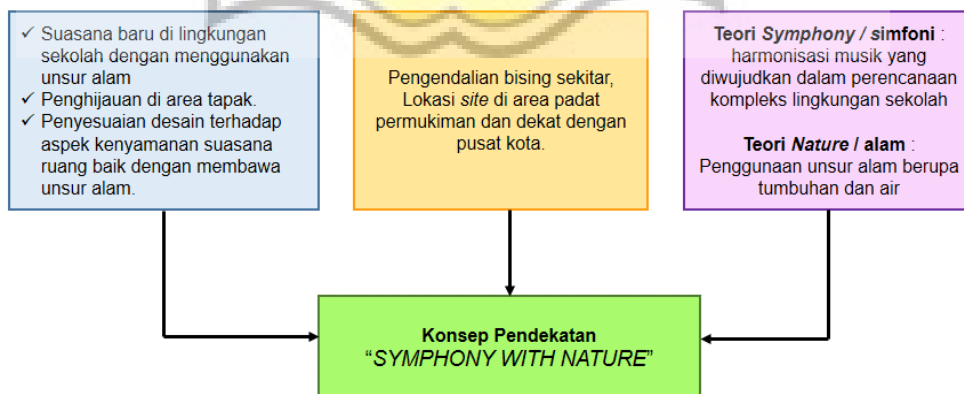 ✓ Suasana baru di lingkungan
sekolah dengan menggunakan
unsur alam
✓ Penghijauan di area tapak.
✓ Penyesuaian desain terhadap
aspek kenyamanan suasana
ruang baik dengan membawa
unsur alam.
Pengendalian bising sekitar,
Lokasi site di area padat
permukiman dan dekat dengan
pusat kota.
Teori Symphony / simfoni :
harmonisasi musik yang
diwujudkan dalam perencanaan
kompleks lingkungan sekolah
Teori Nature / alam :
Penggunaan unsur alam berupa
tumbuhan dan air
Konsep Pendekatan
“SYMPHONY WITH NATURE”